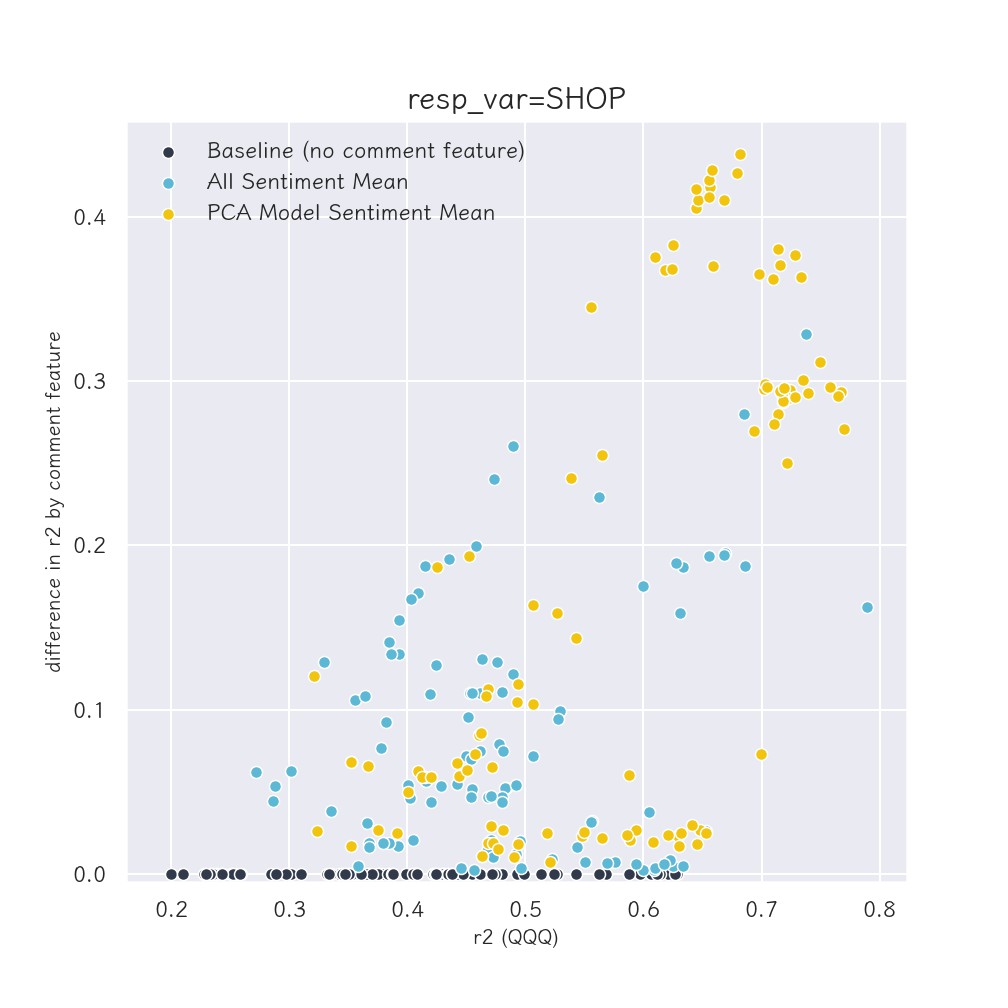 resp_var=SHOP
Baseline (no comment feature)
All Sentiment Mean
PCA Model Sentiment Mean
difference in r2 by comment feature
0.4
0.3
0.2
0.1
0.0
0.2 0.3 0.4 0.5 0.6 0.7 0.8
r2 (QQQ)